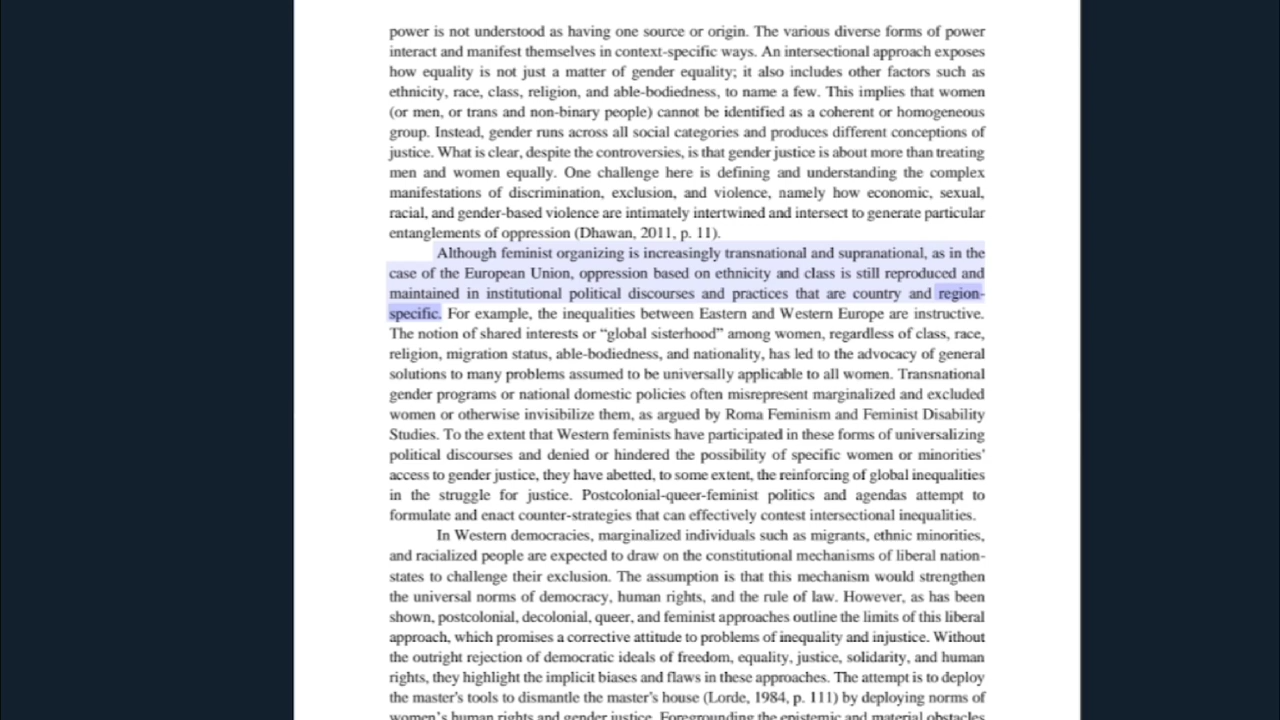 power is not understood as having one source or origin. The various diverse forms of power
interact and manifest themselves in context-specific ways. An intersectional approach exposes
how equality is not just a matter of gender equality; it also includes other factors such as
ethnicity, race, class, religion, and able-bodiedness, to name a few. This implies that women
(or men, or trans and non-binary people) cannot be identified as a coherent or homogeneous
group. Instead, gender runs across all social categories and produces different conceptions of
justice. What is clear, despite the controversies, is that gender justice is about more than treating
men and women equally. One challenge here is defining and understanding the complex
manifestations of discrimination, exclusion, and violence, namely how economic, sexual,
racial, and gender-based violence are intimately intertwined and intersect to generate particular
entanglements of oppression (Dhawan, 2011, p. 11).
Although feminist organizing is increasingly transnational and supranational, as in the
case of the European Union, oppression based on ethnicity and class is still reproduced and
maintained in institutional political discourses and practices that are country and region-
specific. For example, the inequalities between Eastern and Western Europe are instructive.
The notion of shared interests or “global sisterhood” among women, regardless of class, race,
religion, migration status, able-bodiedness, and nationality, has led to the advocacy of general
solutions to many problems assumed to be universally applicable to all women. Transnational
gender programs or national domestic policies often misrepresent marginalized and excluded
women or otherwise invisibilize them, as argued by Roma Feminism and Feminist Disability
Studies. To the extent that Western feminists have participated in these forms of universalizing
political discourses and denied or hindered the possibility of specific women or minorities’
access to gender justice, they have abetted, to some extent, the reinforcing of global inequalities
in the struggle for justice. Postcolonial-queer-feminist politics and agendas attempt to
formulate and enact counter-strategies that can effectively contest intersectional inequalities.
In Western democracies, marginalized individuals such as migrants, ethnic minorities,
and racialized people are expected to draw on the constitutional mechanisms of liberal nation-
states to challenge their exclusion. The assumption is that this mechanism would strengthen
the universal norms of democracy, human rights, and the rule of law. However, as has been
shown, postcolonial, decolonial, queer, and feminist approaches outline the limits of this liberal
approach, which promises a corrective attitude to problems of inequality and injustice. Without
the outright rejection of democratic ideals of freedom, equality, justice, solidarity, and human
rights, they highlight the implicit biases and flaws in these approaches. The attempt is to deploy
the master’s tools to dismantle the master’s house (Lorde, 1984, p. 111) by deploying norms of
women’s human rights and gender justice. Foregrounding the epistemic and material obstacles